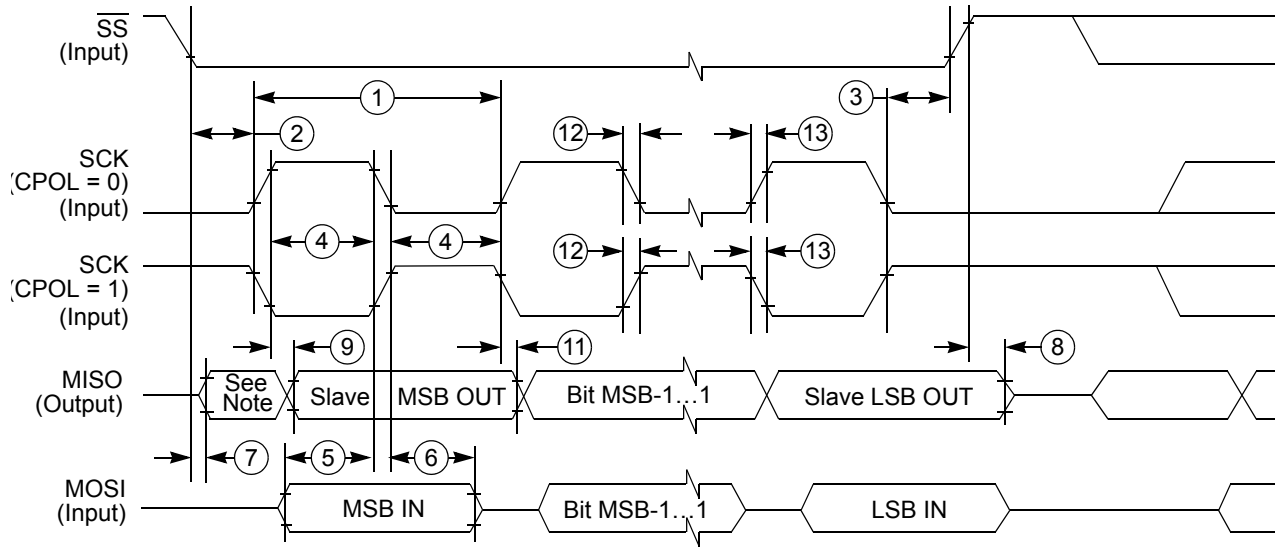 SS
(Input)
1
3
2
12
13
SCK
(CPOL = 0)
(Input)
4
4
12
13
SCK
(CPOL = 1)
(Input)
9
11
8
MISO
(Output)
See
Note
Slave
MSB OUT
Bit MSB-1…1
Slave LSB OUT
7
5
6
MOSI
(Input)
MSB IN
Bit MSB-1…1
LSB IN